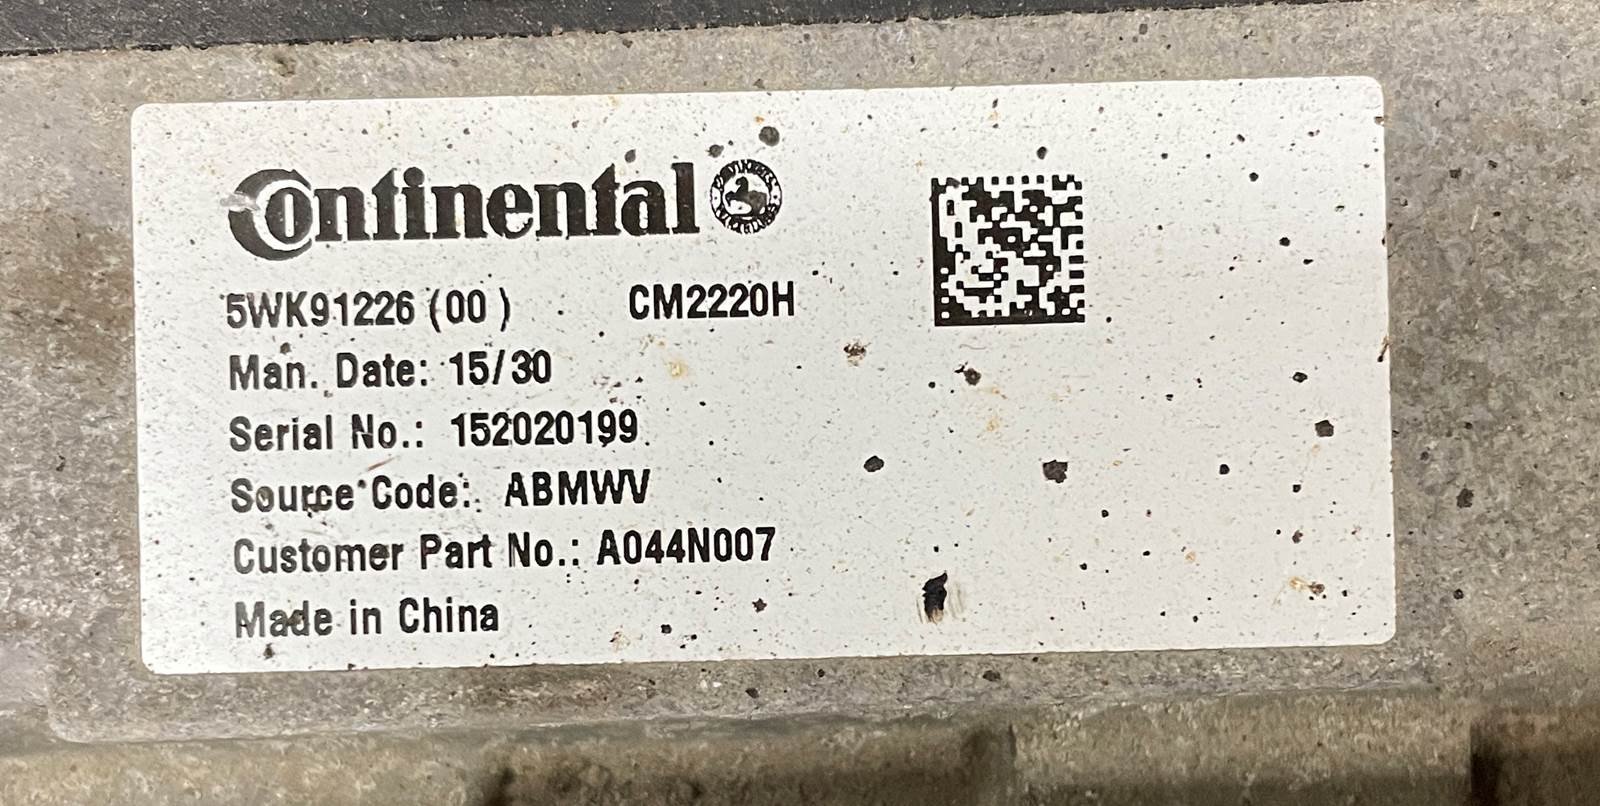 Continental
5WK91226 (00 ) CM2220H
Man. Date: 15/30
Serial No.: 152020199
Source Code: ABMWV
Customer Part No.: A044N007
Made in China